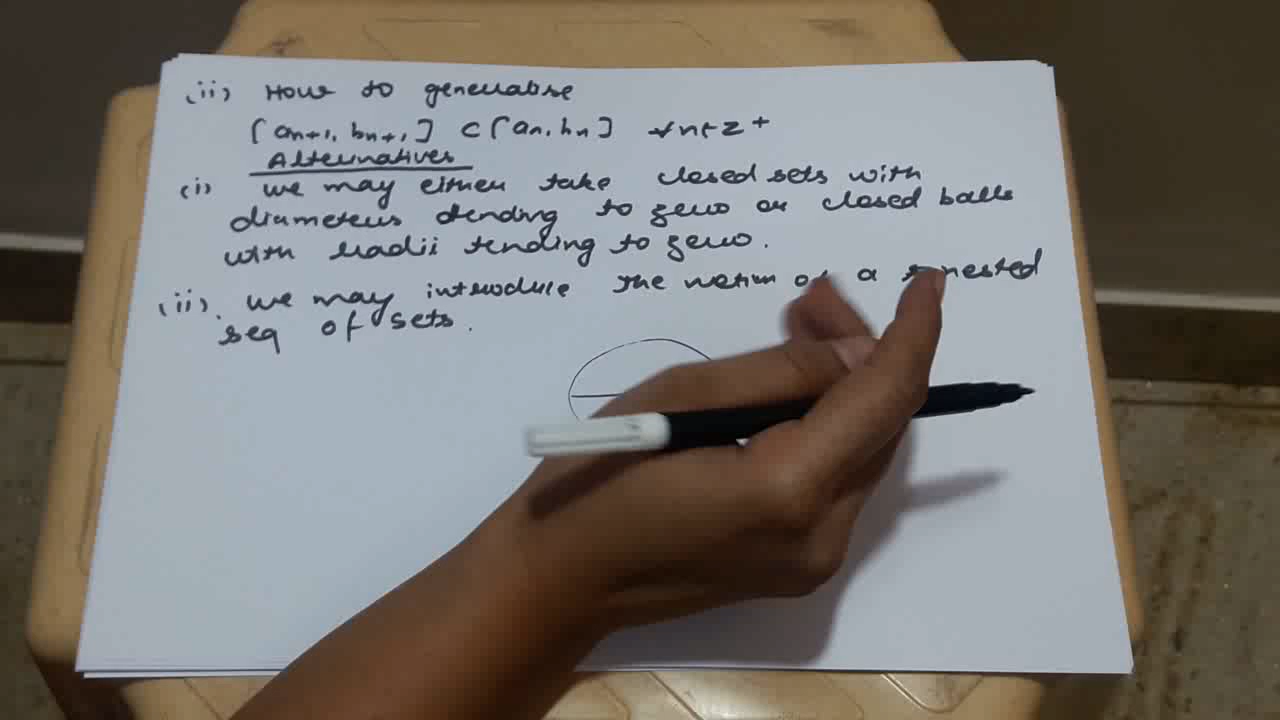 (ii) How to generalise
[an+1, bn+1] ⊂ [an, bn] ∀n∈Z+
Alternatives
(i) we may either take closed sets with
diameters tending to zero or closed balls
with radii tending to zero.
(ii). we may introduce the notion of a nested
seq of sets.